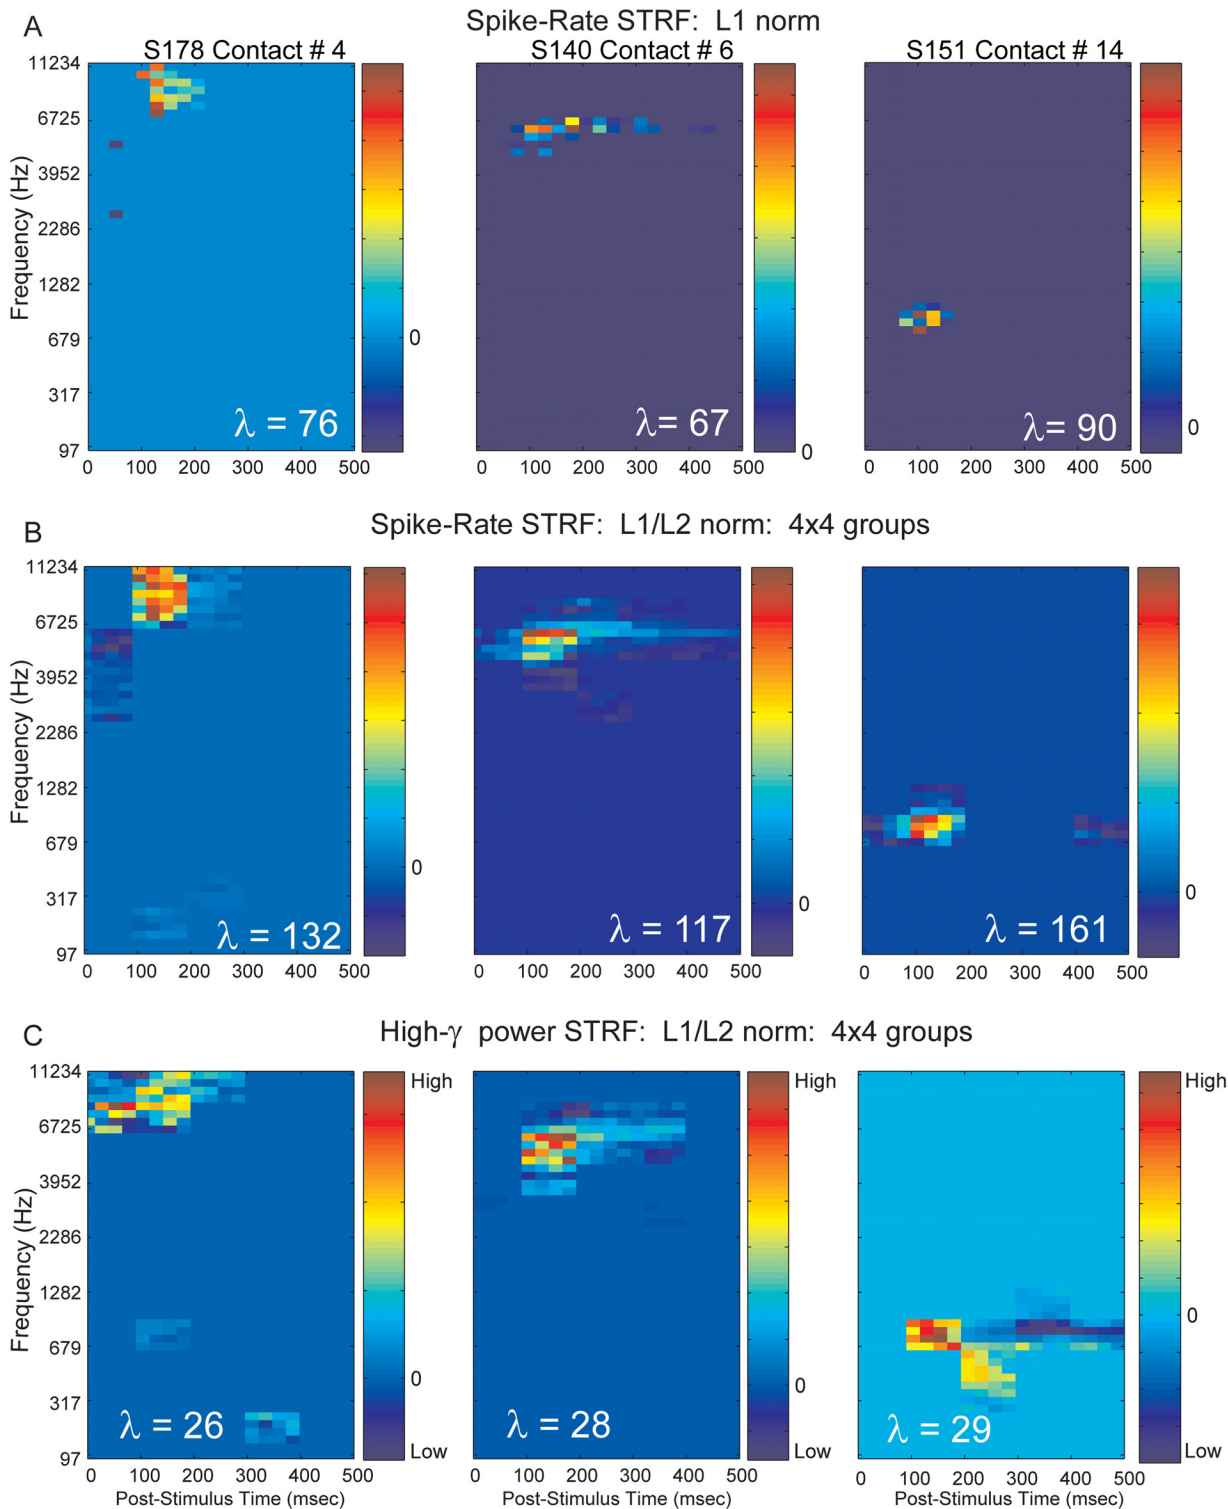 A
Spike-Rate STRF: L1 norm
S178 Contact # 4
S140 Contact # 6
S151 Contact # 14
Frequency (Hz)
11234
6725
3952
2286
1282
679
317
97
0
0
0
λ = 76
λ= 67
λ= 90
0 100 200 300 400 500
0 100 200 300 400 500
0 100 200 300 400 500
B
Spike-Rate STRF: L1/L2 norm: 4x4 groups
Frequency (Hz)
11234
6725
3952
2286
1282
679
317
97
0
0
0
λ = 132
λ = 117
λ = 161
0 100 200 300 400 500
0 100 200 300 400 500
0 100 200 300 400 500
C
High-γ power STRF: L1/L2 norm: 4x4 groups
Frequency (Hz)
11234
6725
3952
2286
1282
679
317
97
High
0
Low
High
0
Low
High
0
Low
λ = 26
λ = 28
λ = 29
0 100 200 300 400 500
0 100 200 300 400 500
0 100 200 300 400 500
Post-Stimulus Time (msec)
Post-Stimulus Time (msec)
Post-Stimulus Time (msec)